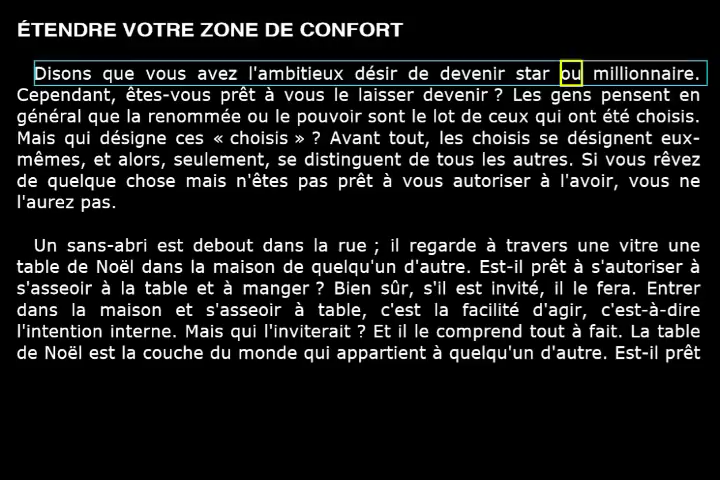 ÉTENDRE VOTRE ZONE DE CONFORT
Disons que vous avez l'ambitieux désir de devenir star ou millionnaire.
Cependant, êtes-vous prêt à vous le laisser devenir ? Les gens pensent en
général que la renommée ou le pouvoir sont le lot de ceux qui ont été choisis.
Mais qui désigne ces « choisis » ? Avant tout, les choisis se désignent eux-
mêmes, et alors, seulement, se distinguent de tous les autres. Si vous rêvez
de quelque chose mais n'êtes pas prêt à vous autoriser à l'avoir, vous ne
l'aurez pas.
Un sans-abri est debout dans la rue ; il regarde à travers une vitre une
table de Noël dans la maison de quelqu'un d'autre. Est-il prêt à s'autoriser à
s'asseoir à la table et à manger ? Bien sûr, s'il est invité, il le fera. Entrer
dans la maison et s'asseoir à table, c'est la facilité d'agir, c'est-à-dire
l'intention interne. Mais qui l'inviterait ? Et il le comprend tout à fait. La table
de Noël est la couche du monde qui appartient à quelqu'un d'autre. Est-il prêt